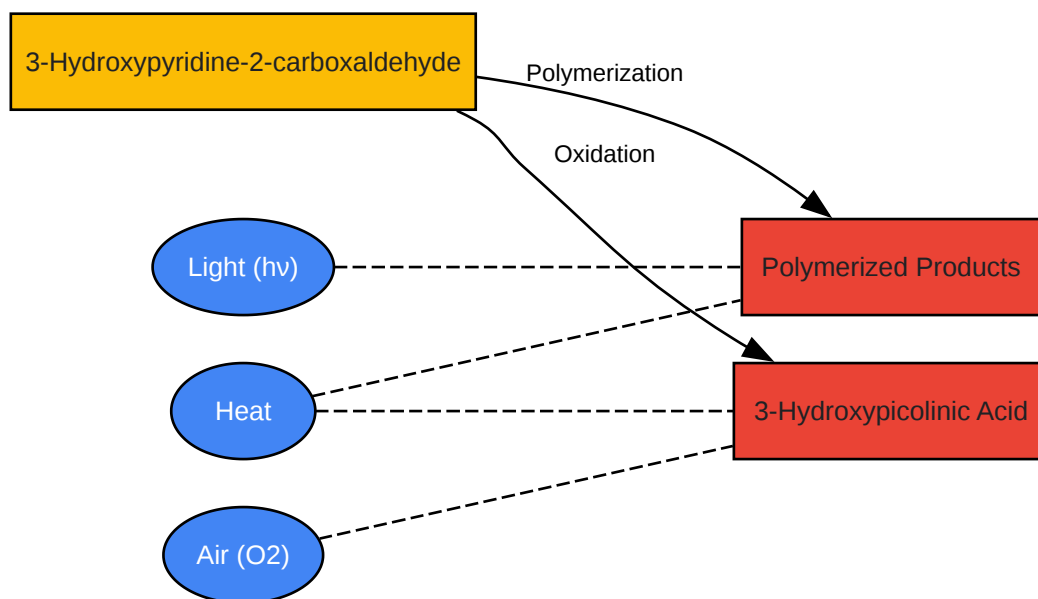 3-Hydroxypyridine-2-carboxaldehyde
Polymerization
Oxidation
Light (hν)
Polymerized Products
Heat
3-Hydroxypicolinic Acid
Air (O2)